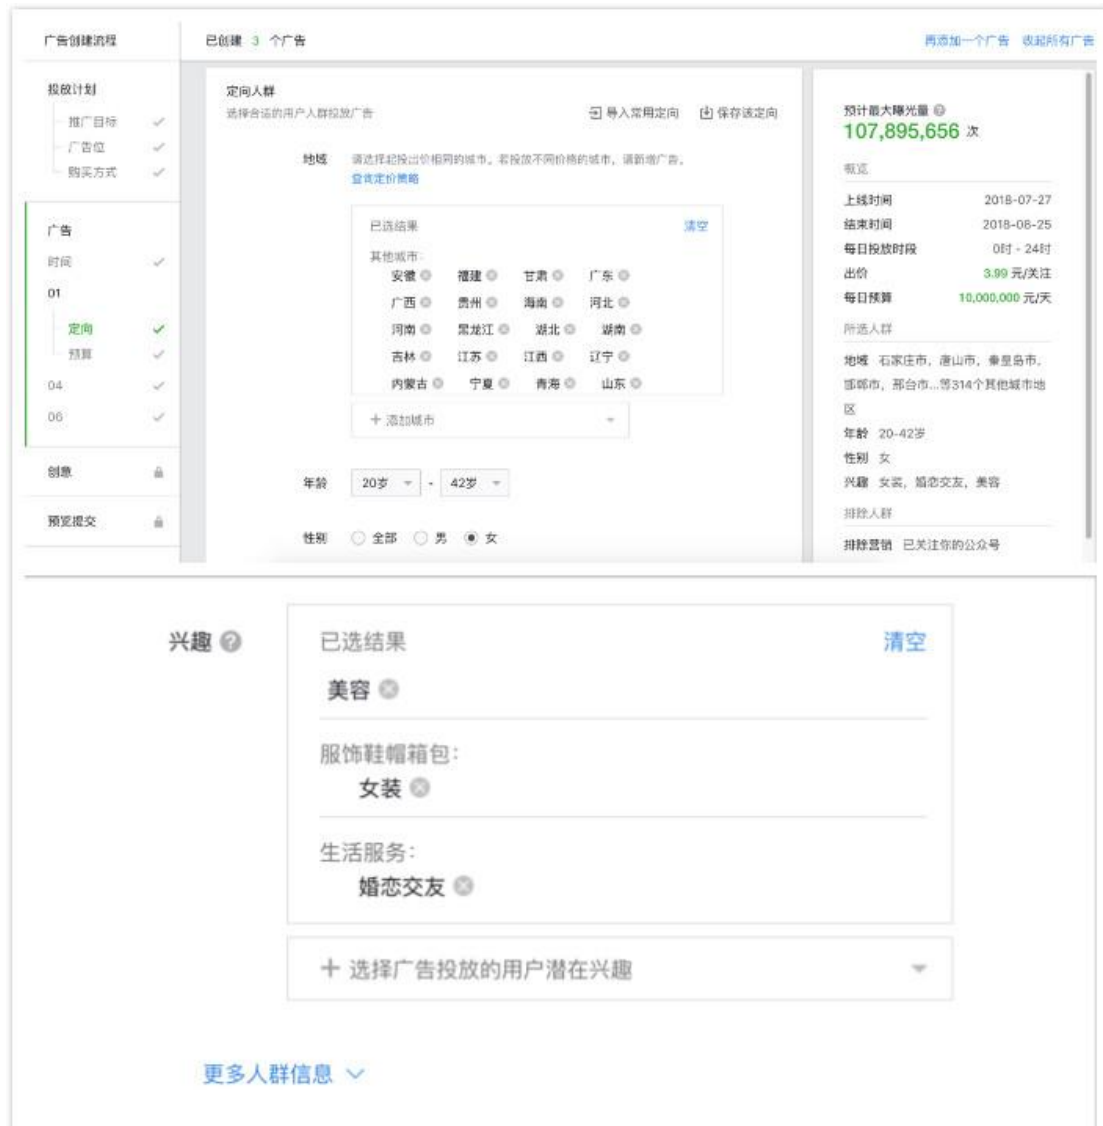 广告创建流程
已创建 3 个广告
再添加一个广告 收起所有广告
投放计划
推广目标
广告位
购买方式
广告
时间
01
定向
预算
04
06
创意
预览提交
定向人群
选择合适的用户人群投放广告
导入常用定向 保存该定向
地域 请选择起投出价相同的城市,若投放不同价格的城市,请新增广告。
查询定价策略
已选结果 清空
其他城市:
安徽 福建 甘肃 广东
广西 贵州 海南 河北
河南 黑龙江 湖北 湖南
吉林 江苏 江西 辽宁
内蒙古 宁夏 青海 山东
+ 添加城市
年龄 20岁 - 42岁
性别 全部 男 女
预计最大曝光量
107,895,656 次
概览
上线时间 2018-07-27
结束时间 2018-08-25
每日投放时段 0时 - 24时
出价 3.99 元/关注
每日预算 10,000,000 元/天
所选人群
地域 石家庄市, 唐山市, 秦皇岛市,
邯郸市, 邢台市...等314个其他城市地
区
年龄 20-42岁
性别 女
兴趣 女装, 婚恋交友, 美容
排除人群
排除营销 已关注你的公众号
兴趣 已选结果 清空
美容
服饰鞋帽箱包:
女装
生活服务:
婚恋交友
+ 选择广告投放的用户潜在兴趣
更多人群信息